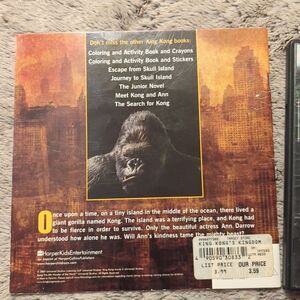 Don't miss the other King Kong books:
Coloring and Activity Book and Crayons
Coloring and Activity Book and Stickers
Escape from Skull Island
Journey to Skull Island
The Junior Novel
Meet Kong and Ann
The Search for Kong
Once upon a time, on a tiny island in the middle of the ocean, there lived a
giant gorilla named Kong. The island was a terrifying place, and Kong had
to be fierce in order to survive. Only the beautiful actress Ann Darrow
understood how alone he was. Will Ann's kindness tame the mighty beast?
HarperKidsEntertainment
An Imprint of HarperCollinsPublishers
KING KONG'S KINGDOM
LIST PRICE
OUR PRICE
3.99
3.59